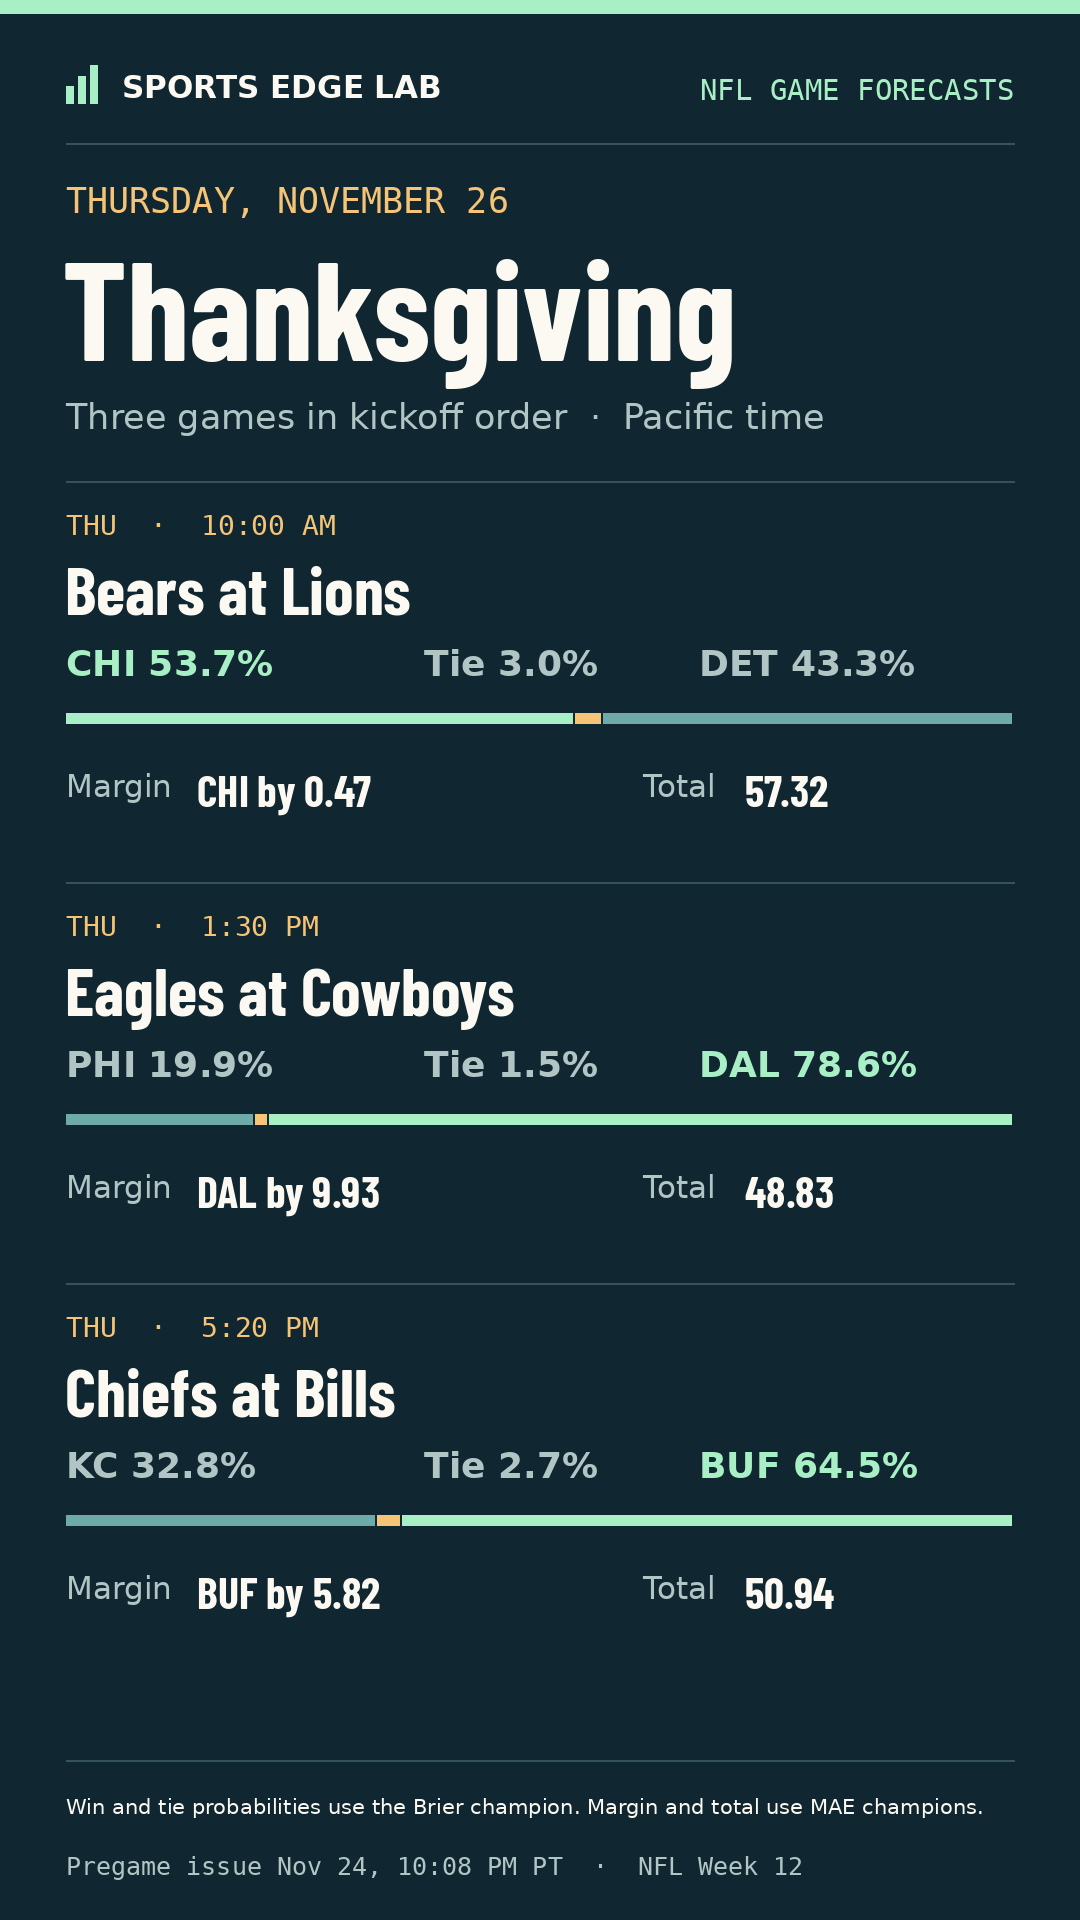 SPORTS EDGE LAB
NFL GAME FORECASTS
THURSDAY, NOVEMBER 26
Thanksgiving
Three games in kickoff order · Pacific time
THU · 10:00 AM
Bears at Lions
CHI 53.7% Tie 3.0% DET 43.3%
Margin CHI by 0.47 Total 57.32
THU · 1:30 PM
Eagles at Cowboys
PHI 19.9% Tie 1.5% DAL 78.6%
Margin DAL by 9.93 Total 48.83
THU · 5:20 PM
Chiefs at Bills
KC 32.8% Tie 2.7% BUF 64.5%
Margin BUF by 5.82 Total 50.94
Win and tie probabilities use the Brier champion. Margin and total use MAE champions.
Pregame issue Nov 24, 10:08 PM PT · NFL Week 12